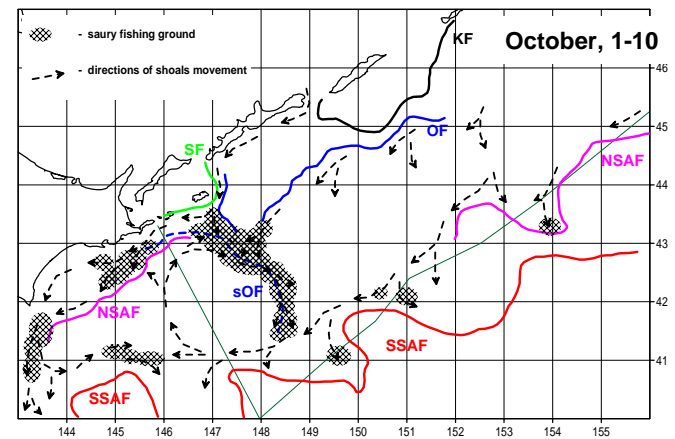 - saury fishing ground
- directions of shoals movement
October, 1-10
KF
46
OF
45
SF
NSAF
44
43
sOF
42
NSAF
SSAF
41
SSAF
144 145 146 147 148 149 150 151 152 153 154 155